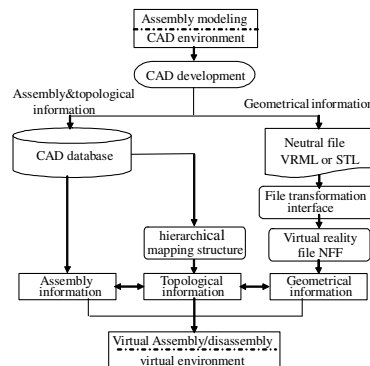 Assembly modeling
CAD environment
CAD development
Assembly&topological
information
Geometrical information
CAD database
Neutral file
VRML or STL
File transformation
interface
hierarchical
mapping structure
Virtual reality
file NFF
Assembly
information
Topological
information
Geometrical
information
Virtual Assembly/disassembly
virtual environment